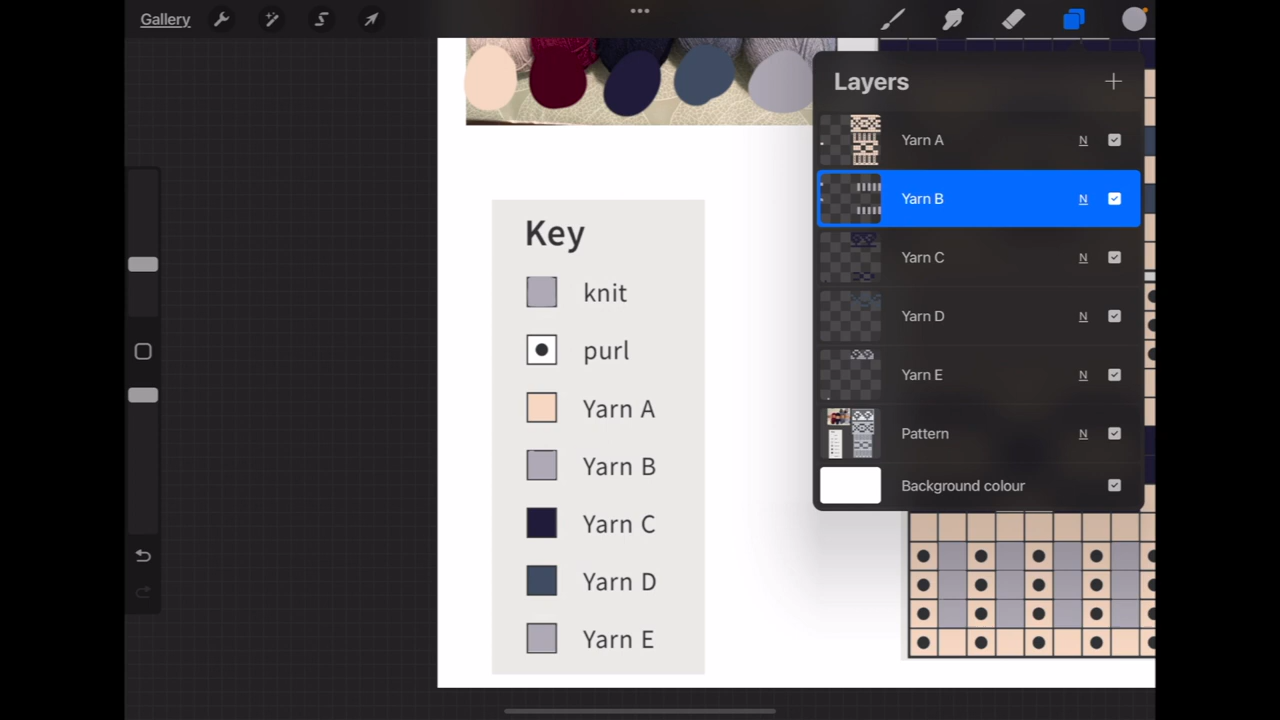 Gallery
Layers
Yarn A N
Yarn B N
Yarn C N
Yarn D N
Yarn E N
Pattern N
Background colour
Key
knit
purl
Yarn A
Yarn B
Yarn C
Yarn D
Yarn E